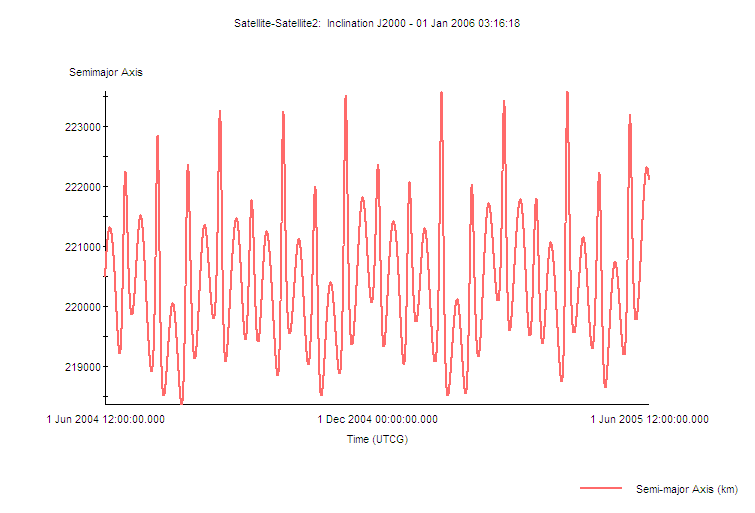 Satellite-Satellite2:  Inclination J2000 - 01 Jan 2006 03:16:18
Semimajor Axis
223000
222000
221000
220000
219000
1 Jun 2004 12:00:00.000 1 Dec 2004 00:00:00.000 1 Jun 2005 12:00:00.000
Time (UTCG)
Semi-major Axis (km)